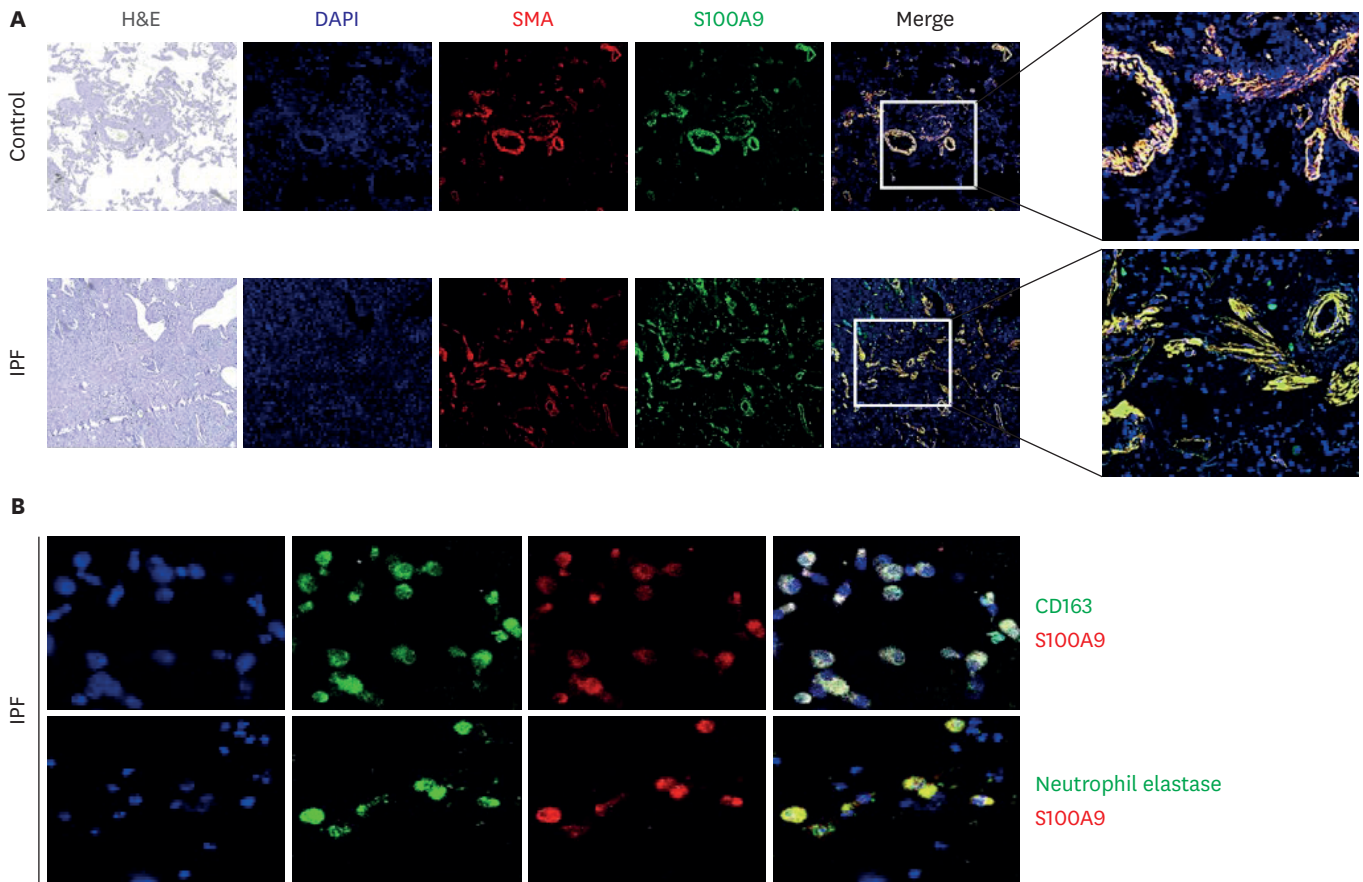 A
H&E
DAPI
SMA
S100A9
Merge
Control
IPF
B
IPF
CD163
S100A9
Neutrophil elastase
S100A9